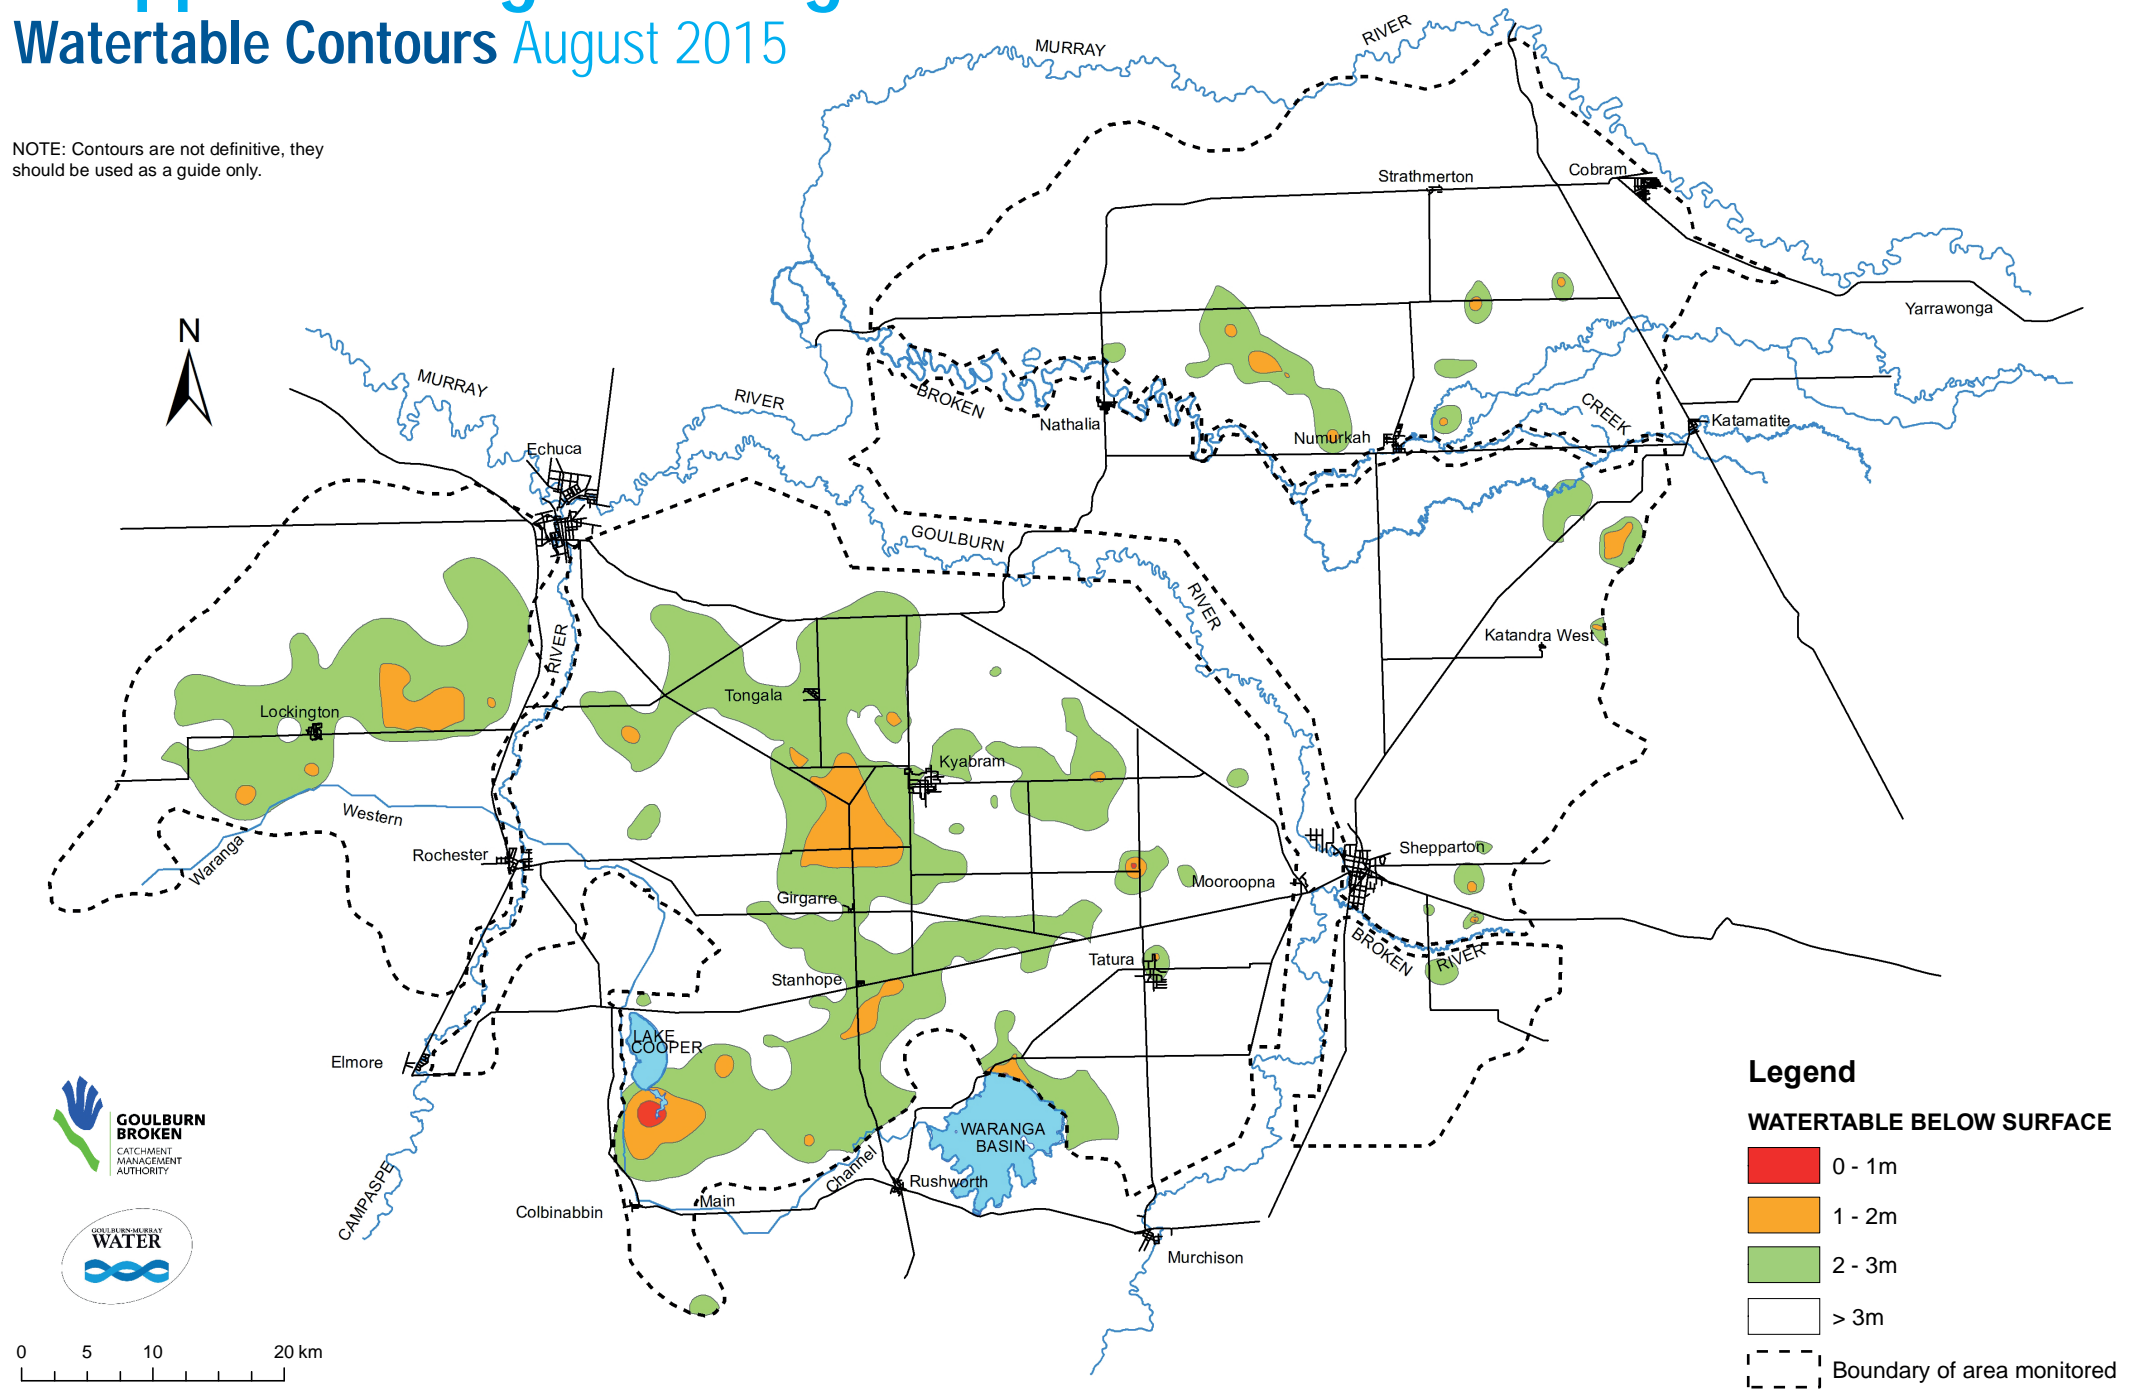 Watertable Contours August 2015
NOTE: Contours are not definitive, they
should be used as a guide only.
MURRAY
RIVER
Strathmerton
Cobram
Yarrawonga
N
MURRAY
RIVER
BROKEN
Nathalia
Numurkah
CREEK
Katamatite
Echuca
GOULBURN
RIVER
RIVER
Katandra West
Tongala
Lockington
Kyabram
Western
Waranga
Rochester
Shepparton
Mooroopna
Girgarre
BROKEN
RIVER
Tatura
Stanhope
LAKE
COOPER
Elmore
WARANGA
BASIN
CAMPASPE
Channel
Rushworth
Main
Colbinabbin
Murchison
GOULBURN
BROKEN
CATCHMENT
MANAGEMENT
AUTHORITY
GOULBURN-MURRAY
WATER
0 5 10 20 km
Legend
WATERTABLE BELOW SURFACE
0 - 1m
1 - 2m
2 - 3m
> 3m
Boundary of area monitored